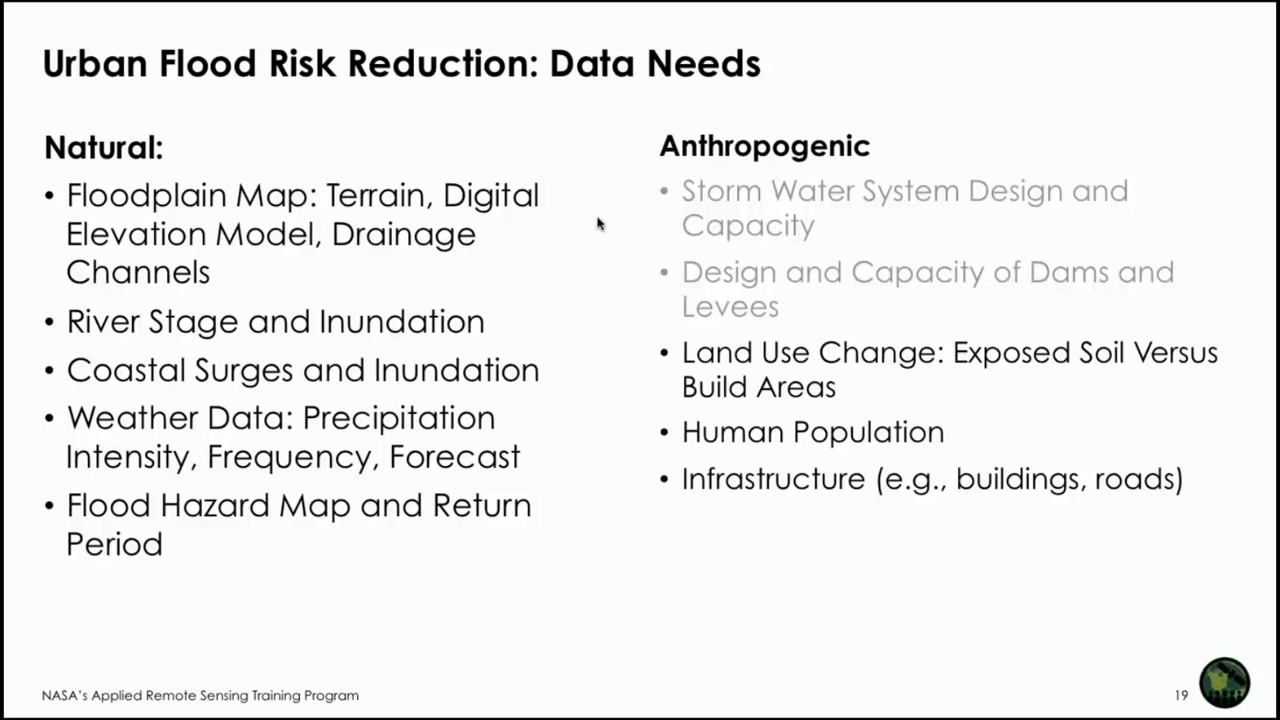 Urban Flood Risk Reduction: Data Needs
Natural:
• Floodplain Map: Terrain, Digital
Elevation Model, Drainage
Channels
• River Stage and Inundation
• Coastal Surges and Inundation
• Weather Data: Precipitation
Intensity, Frequency, Forecast
• Flood Hazard Map and Return
Period
Anthropogenic
• Storm Water System Design and
Capacity
• Design and Capacity of Dams and
Levees
• Land Use Change: Exposed Soil Versus
Build Areas
• Human Population
• Infrastructure (e.g., buildings, roads)
NASA's Applied Remote Sensing Training Program
19